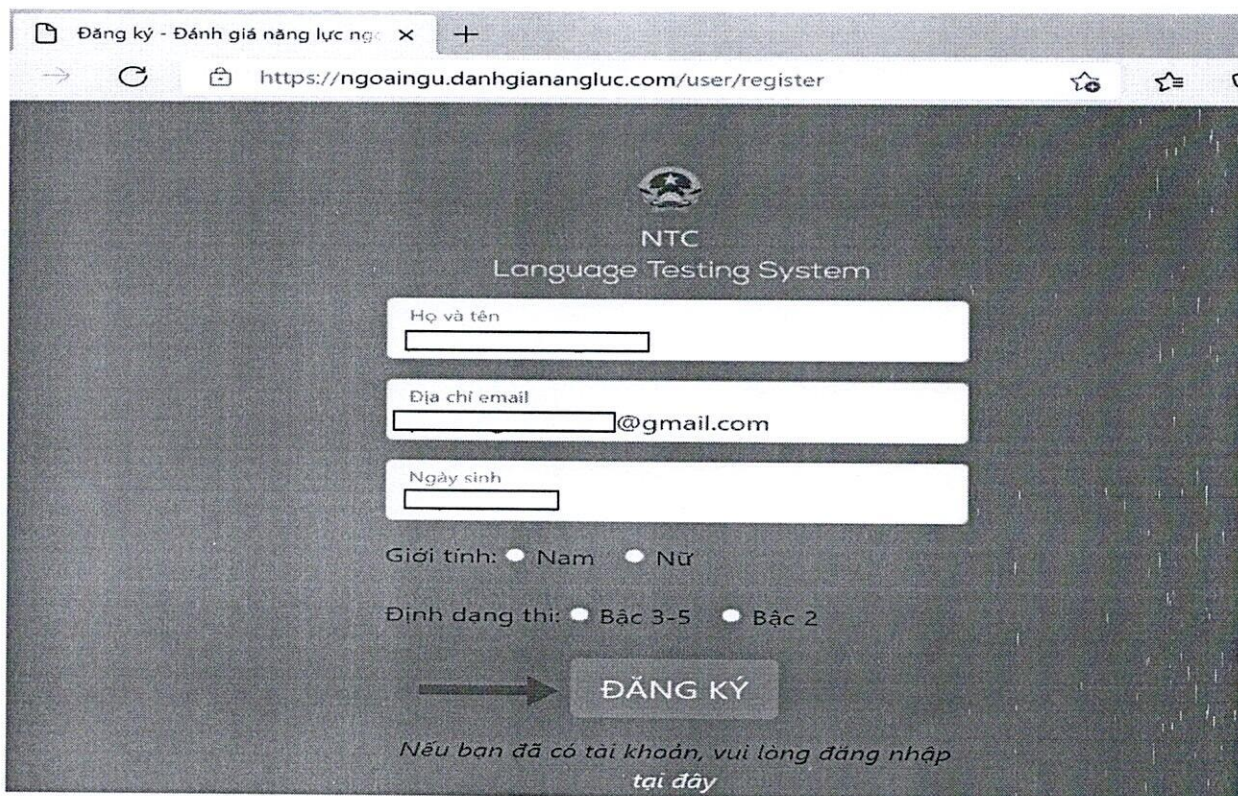 Đăng ký - Đánh giá năng lực ng
https://ngoaingu.danhgianangluc.com/user/register
NTC
Language Testing System
Họ và tên
Địa chỉ email
@gmail.com
Ngày sinh
Giới tính: Nam Nữ
Định dạng thi: Bậc 3-5 Bậc 2
ĐĂNG KÝ
Nếu bạn đã có tài khoản, vui lòng đăng nhập
tại đây